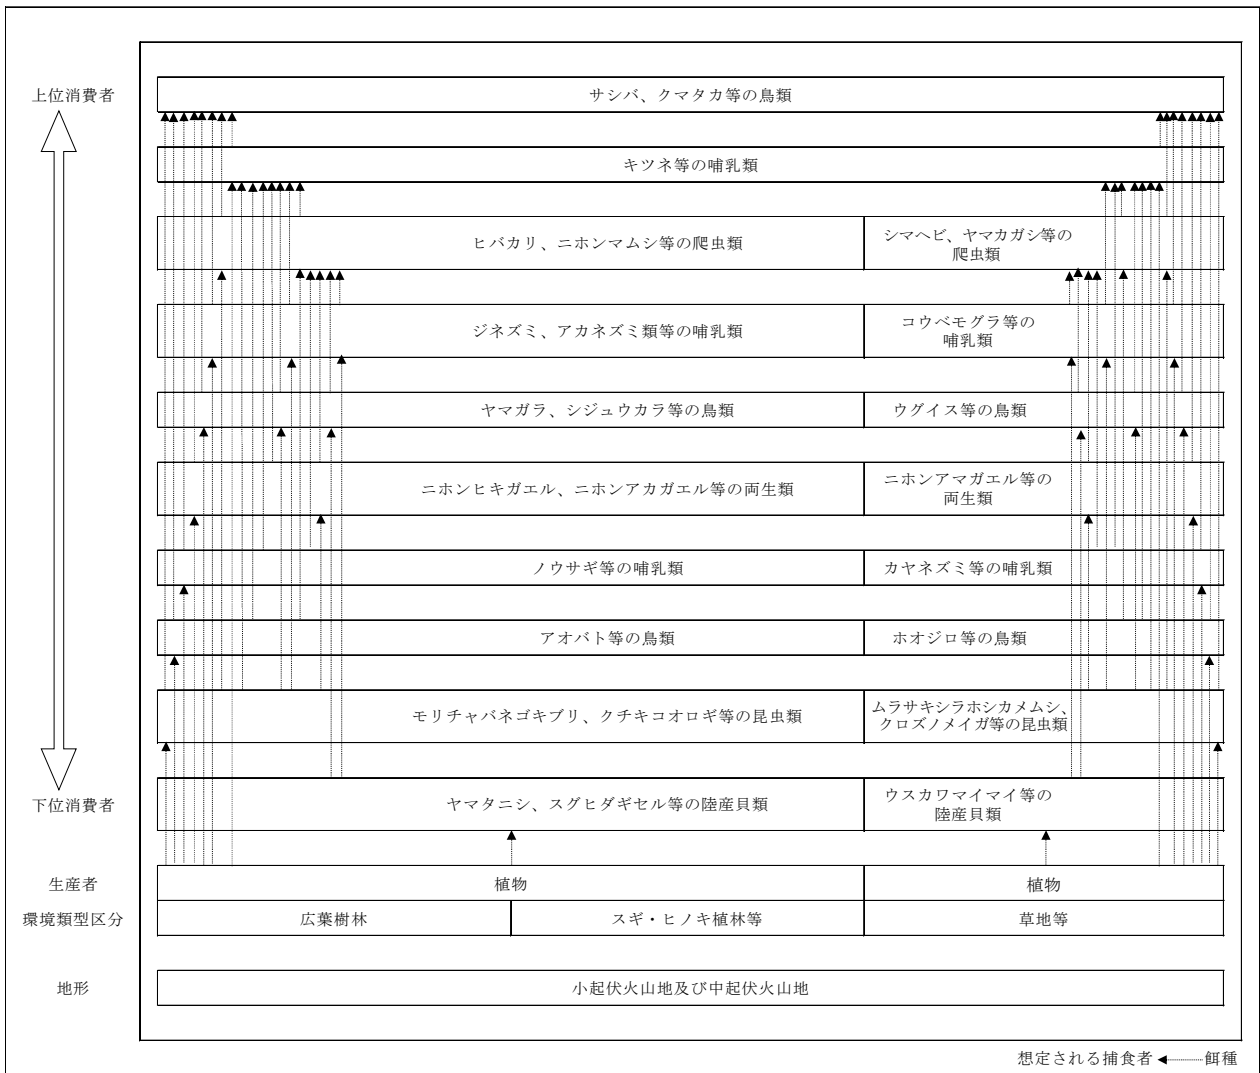 上位消費者
サシバ、クマタカ等の鳥類
キツネ等の哺乳類
ヒバカリ、ニホンマムシ等の爬虫類
シマヘビ、ヤマカガシ等の
爬虫類
ジネズミ、アカネズミ類等の哺乳類
コウベモグラ等の
哺乳類
ヤマガラ、シジュウカラ等の鳥類
ウグイス等の鳥類
ニホンヒキガエル、ニホンアカガエル等の両生類
ニホンアマガエル等の
両生類
ノウサギ等の哺乳類
カヤネズミ等の哺乳類
アオバト等の鳥類
ホオジロ等の鳥類
モリチャバネゴキブリ、クチキコオロギ等の昆虫類
ムラサキシラホシカメムシ、
クロズノメイガ等の昆虫類
下位消費者
ヤマタニシ、スグヒダギセル等の陸産貝類
ウスカワマイマイ等の
陸産貝類
生産者
植物
植物
環境類型区分
広葉樹林
スギ・ヒノキ植林等
草地等
地形
小起伏火山地及び中起伏火山地
想定される捕食者 餌種